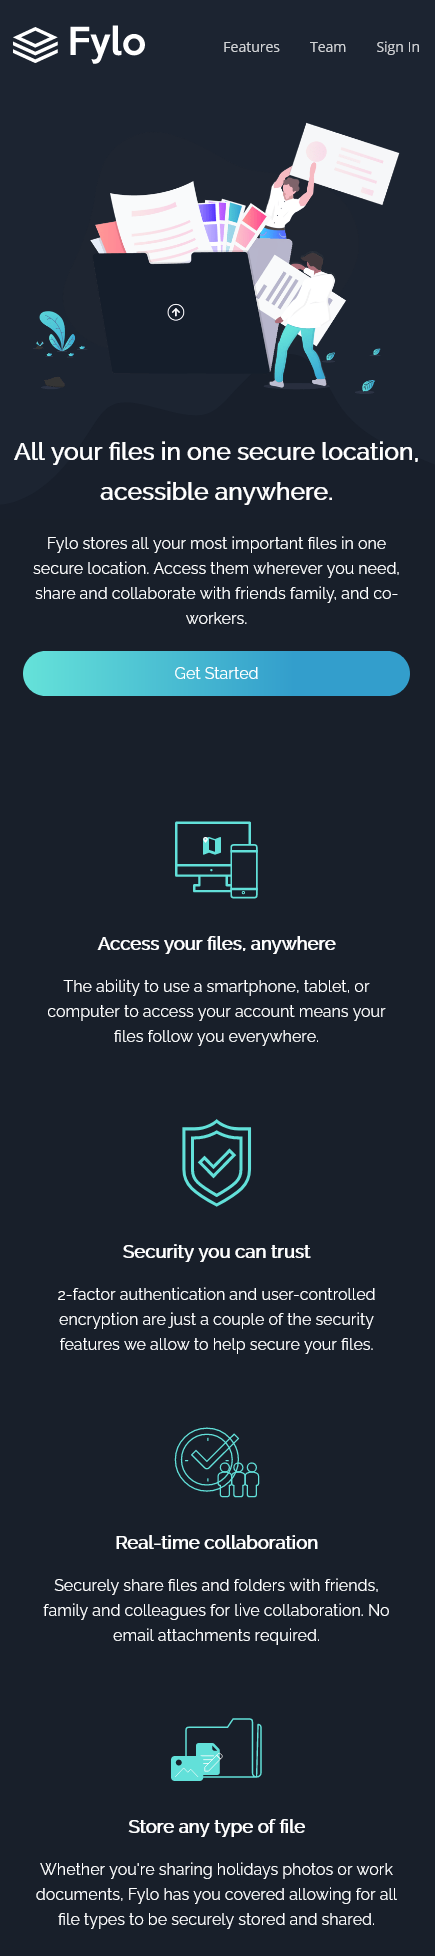 Fylo
Features Team Sign In
All your files in one secure location,
acessible anywhere.
Fylo stores all your most important files in one
secure location. Access them wherever you need,
share and collaborate with friends family, and co-
workers.
Get Started
Access your files, anywhere
The ability to use a smartphone, tablet, or
computer to access your account means your
files follow you everywhere.
Security you can trust
2-factor authentication and user-controlled
encryption are just a couple of the security
features we allow to help secure your files.
Real-time collaboration
Securely share files and folders with friends,
family and colleagues for live collaboration. No
email attachments required.
Store any type of file
Whether you're sharing holidays photos or work
documents, Fylo has you covered allowing for all
file types to be securely stored and shared.